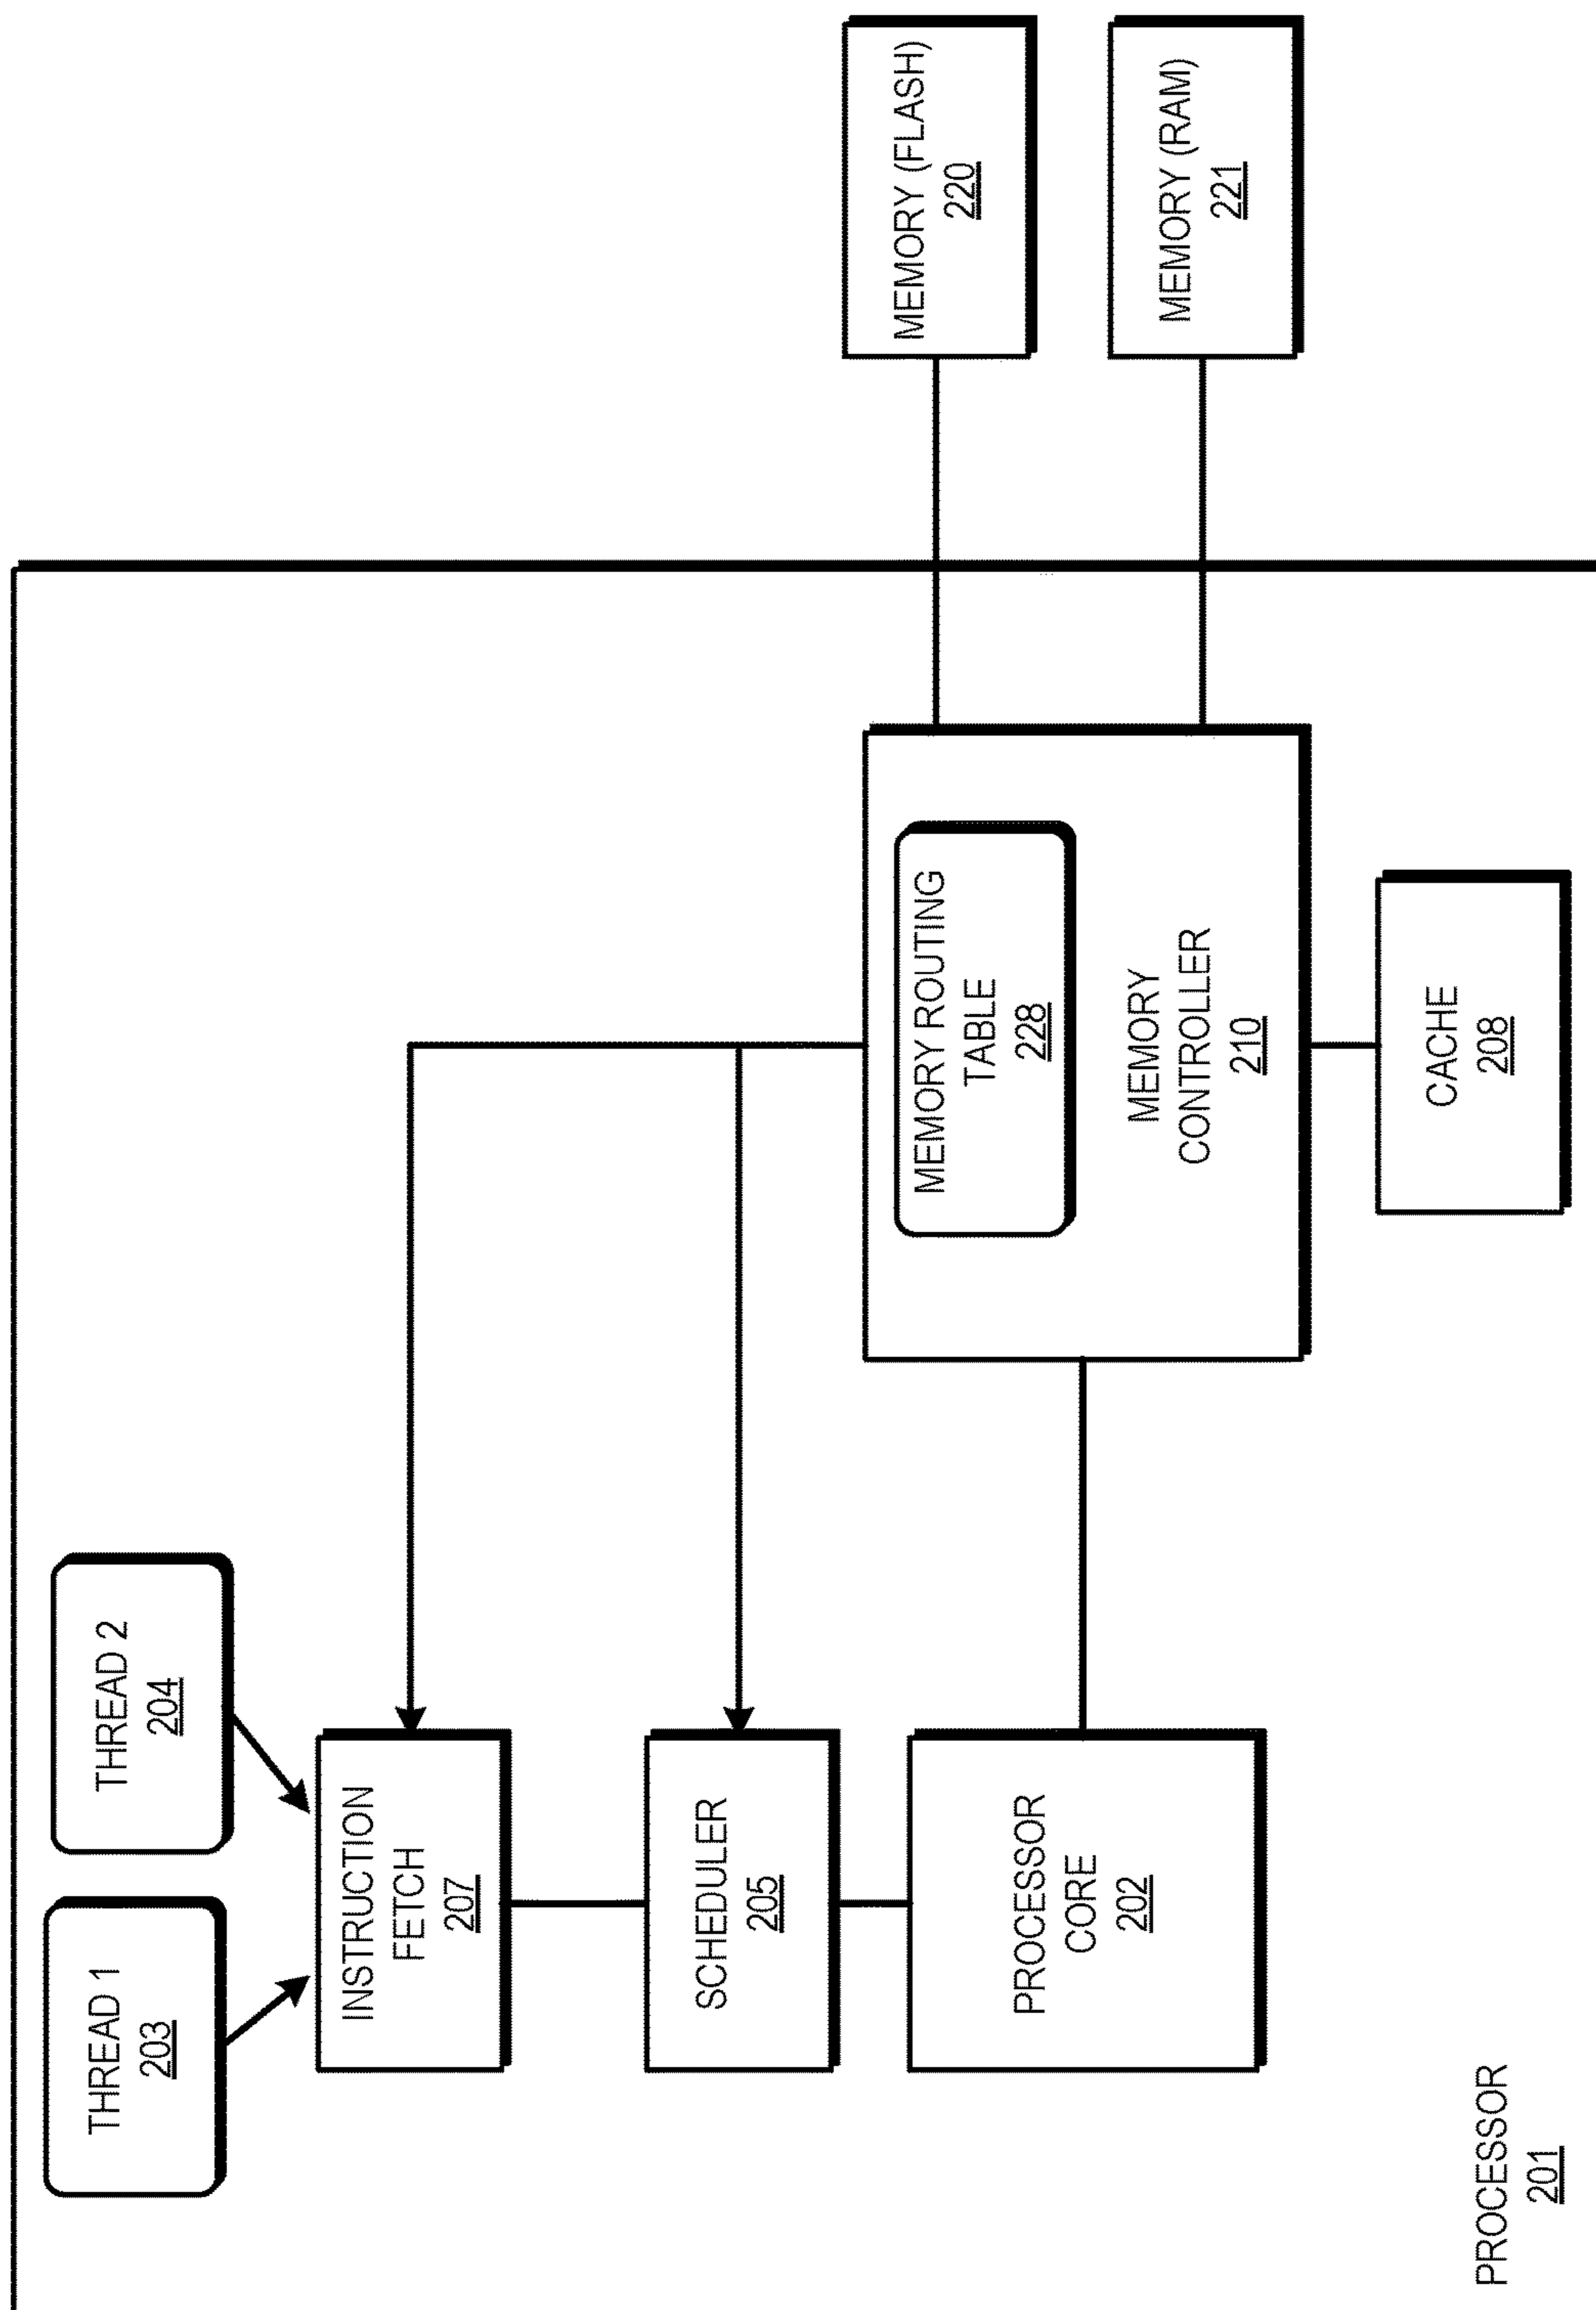 THREAD 1
203
THREAD 2
204
INSTRUCTION
FETCH
207
SCHEDULER
205
PROCESSOR
CORE
202
MEMORY ROUTING
TABLE
228
MEMORY
CONTROLLER
210
CACHE
208
MEMORY (FLASH)
220
MEMORY (RAM)
221
PROCESSOR
201